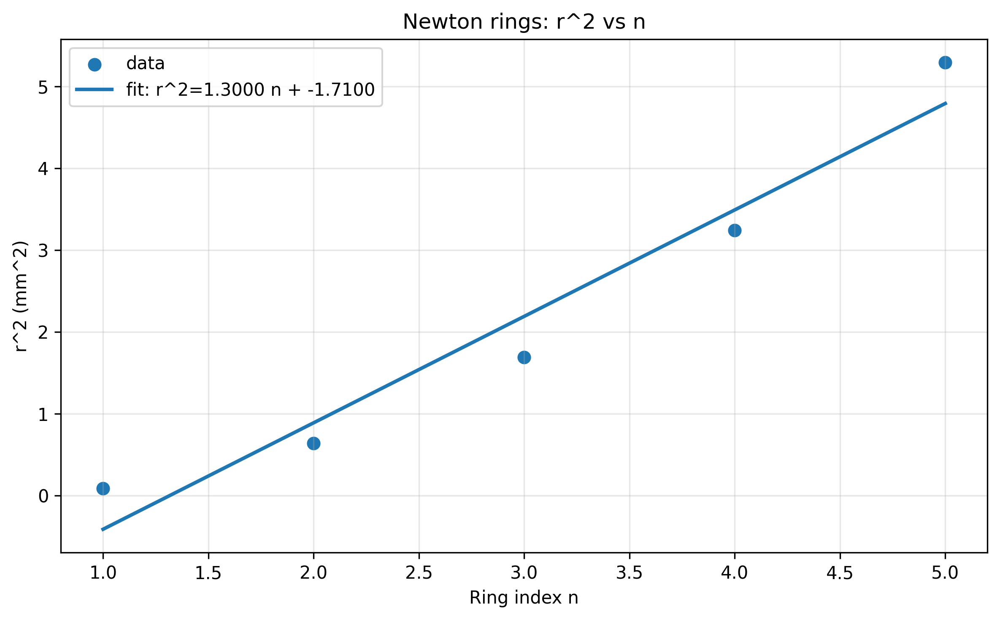 Newton rings: r^2 vs n
data
fit: r^2=1.3000 n + -1.7100
r^2 (mm^2)
5
4
3
2
1
0
1.0 1.5 2.0 2.5 3.0 3.5 4.0 4.5 5.0
Ring index n